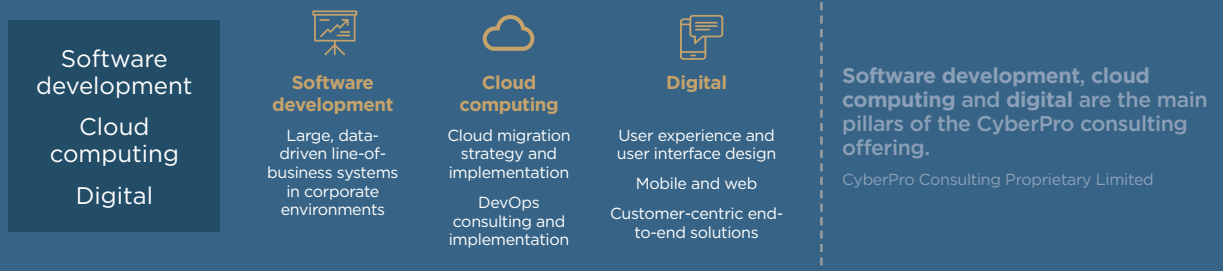 Software
development
Cloud
computing
Digital
Software
development
Large, data-
driven line-of-
business systems
in corporate
environments
Cloud
computing
Cloud migration
strategy and
implementation
DevOps
consulting and
implementation
Digital
User experience and
user interface design
Mobile and web
Customer-centric end-
to-end solutions
Software development, cloud
computing and digital are the main
pillars of the CyberPro consulting
offering.
CyberPro Consulting Proprietary Limited